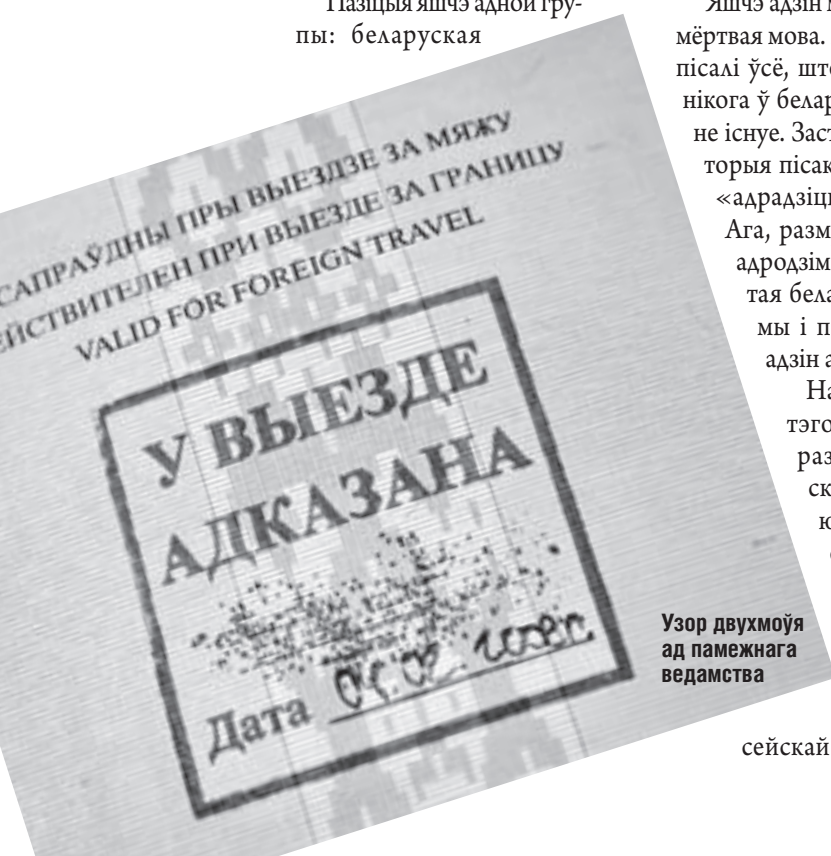 Пазіцыя яшчэ адной гру-
пы: беларуская
САПРАЎДНЫ ПРЫ ВЫЕЗДЗЕ ЗА МЯЖУ
ЕЙСТВИТЕЛЕН ПРИ ВЫЕЗДЕ ЗА ГРАНИЦУ
VALID FOR FOREIGN TRAVEL
У ВЫЕЗДЕ
АДКАЗАНА
Дата
Яшчэ адзін м
мёртвая мова.
пісалі ўсё, што
нікога ў белар
не існуе. Заст
торыя пісак
«адрадзіц
Ага, разм
адродзім
тая бела
мы і п
адзін а
На
тэго
раз
ск
ю
Узор двухмоўя
ад памежнага
ведамства
сейскай